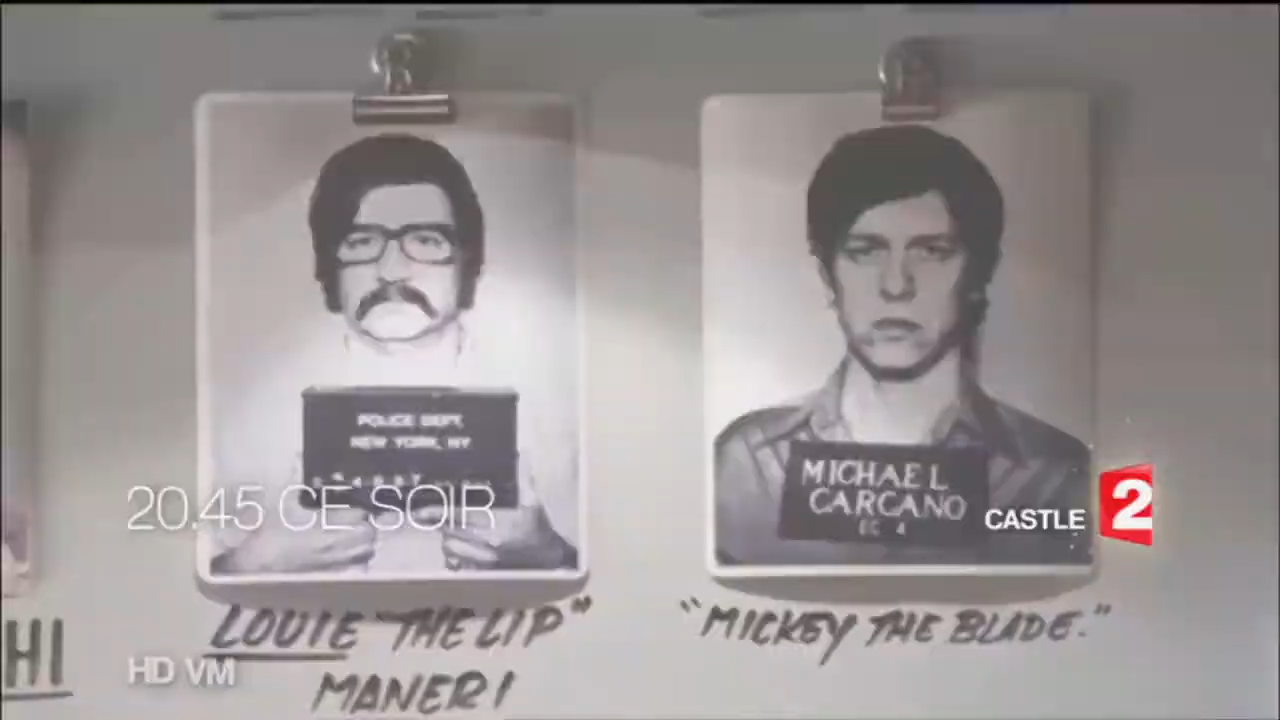 POLICE DEPT.
NEW YORK, NY
20.45 CE SOIR
MICHAEL
CARCANO
CASTLE 2
HI
LOUIE "THE LIP"
MANERI
"MICKEY THE BLADE."
HD VM